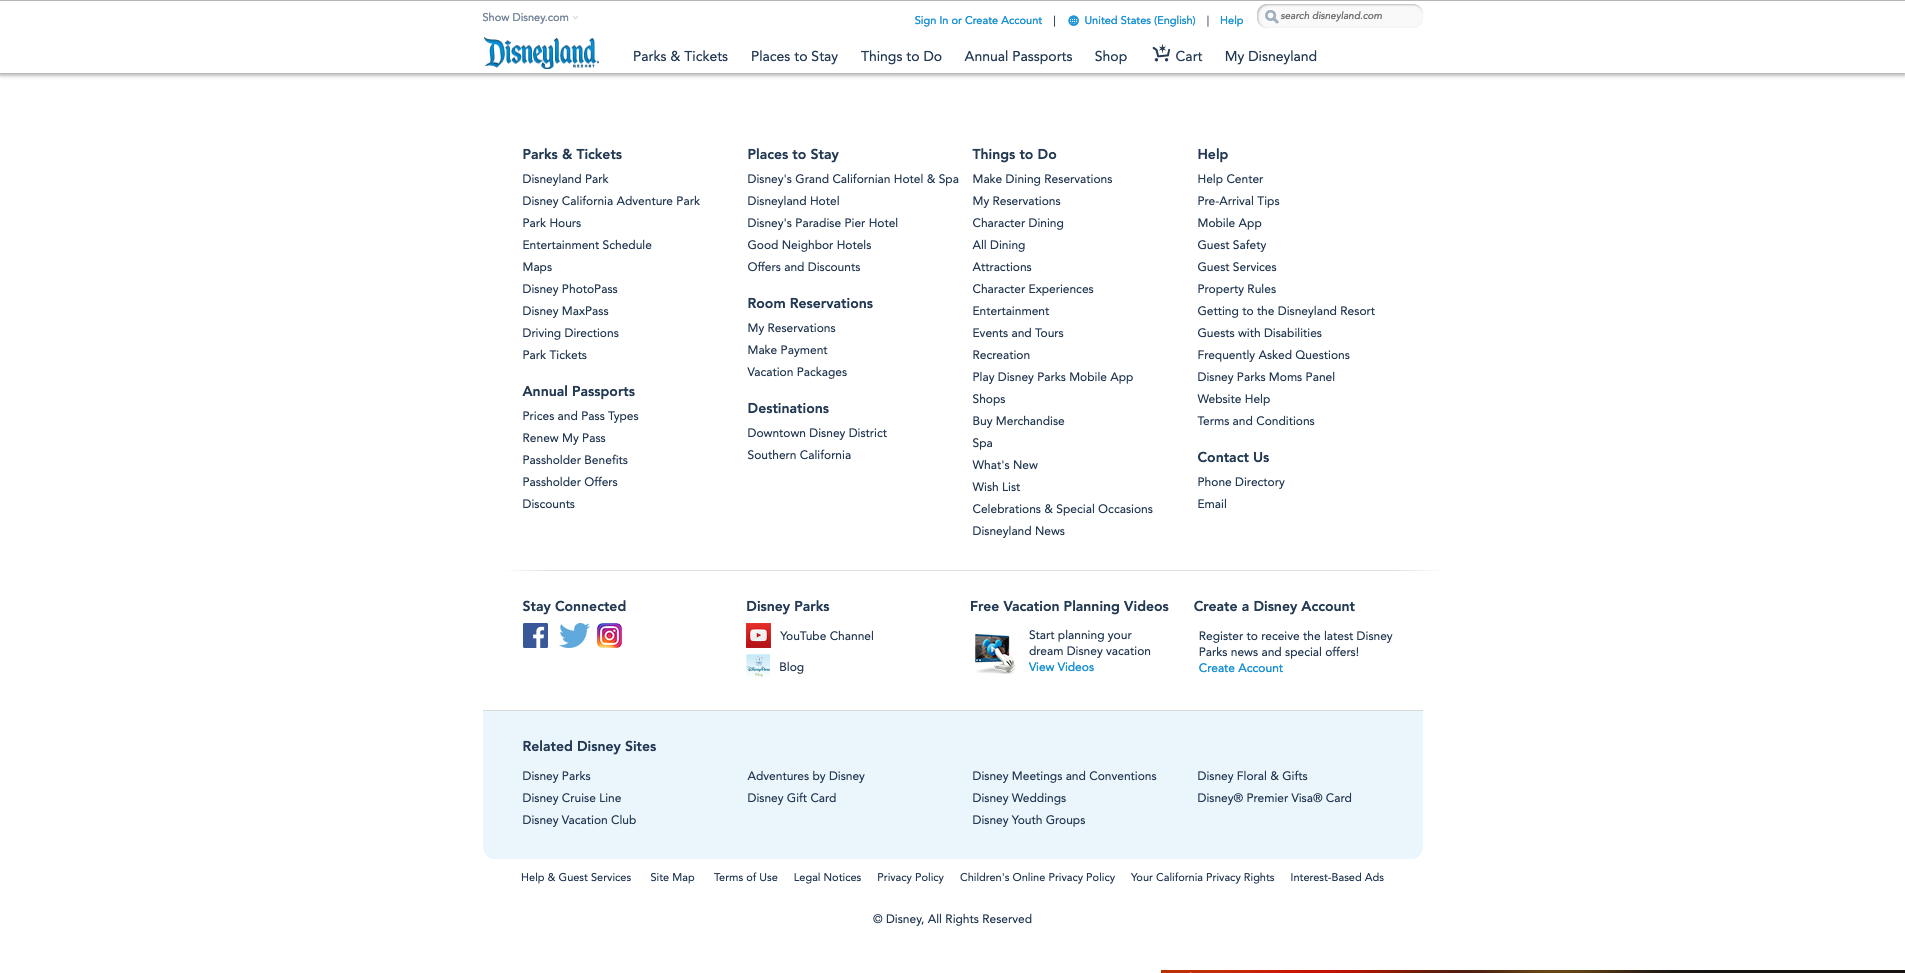 Show Disney.com
Sign In or Create Account | United States (English) | Help
search disneyland.com
Disneyland
RESORT
Parks & Tickets
Places to Stay
Things to Do
Annual Passports
Shop
Cart
My Disneyland
Parks & Tickets
Disneyland Park
Disney California Adventure Park
Park Hours
Entertainment Schedule
Maps
Disney PhotoPass
Disney MaxPass
Driving Directions
Park Tickets
Annual Passports
Prices and Pass Types
Renew My Pass
Passholder Benefits
Passholder Offers
Discounts
Places to Stay
Disney's Grand Californian Hotel & Spa
Disneyland Hotel
Disney's Paradise Pier Hotel
Good Neighbor Hotels
Offers and Discounts
Room Reservations
My Reservations
Make Payment
Vacation Packages
Destinations
Downtown Disney District
Southern California
Things to Do
Make Dining Reservations
My Reservations
Character Dining
All Dining
Attractions
Character Experiences
Entertainment
Events and Tours
Recreation
Play Disney Parks Mobile App
Shops
Buy Merchandise
Spa
What's New
Wish List
Celebrations & Special Occasions
Disneyland News
Help
Help Center
Pre-Arrival Tips
Mobile App
Guest Safety
Guest Services
Property Rules
Getting to the Disneyland Resort
Guests with Disabilities
Frequently Asked Questions
Disney Parks Moms Panel
Website Help
Terms and Conditions
Contact Us
Phone Directory
Email
Stay Connected
Disney Parks
YouTube Channel
Blog
Free Vacation Planning Videos
Start planning your
dream Disney vacation
View Videos
Create a Disney Account
Register to receive the latest Disney
Parks news and special offers!
Create Account
Related Disney Sites
Disney Parks
Disney Cruise Line
Disney Vacation Club
Adventures by Disney
Disney Gift Card
Disney Meetings and Conventions
Disney Weddings
Disney Youth Groups
Disney Floral & Gifts
Disney® Premier Visa® Card
Help & Guest Services
Site Map
Terms of Use
Legal Notices
Privacy Policy
Children's Online Privacy Policy
Your California Privacy Rights
Interest-Based Ads
© Disney, All Rights Reserved